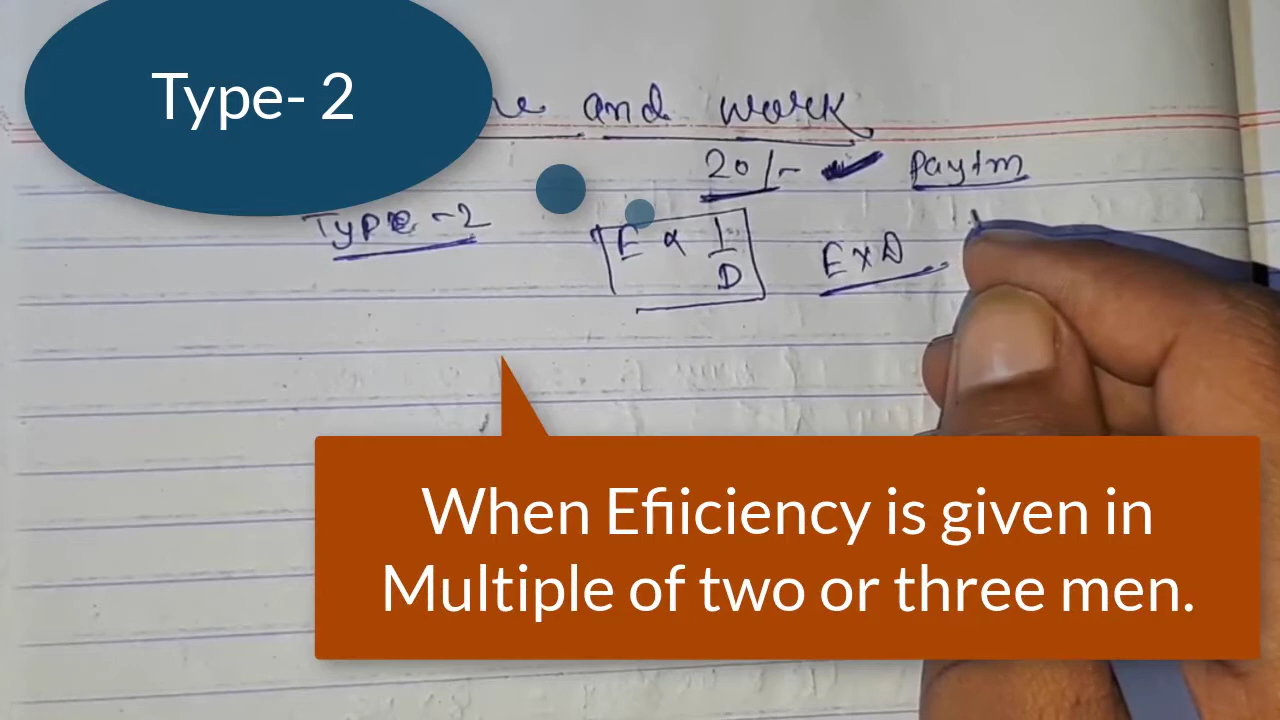 Type- 2
and work
20/- Paytm
Type-2
E ∝ 1/D
E×D
When Efiiciency is given in
Multiple of two or three men.